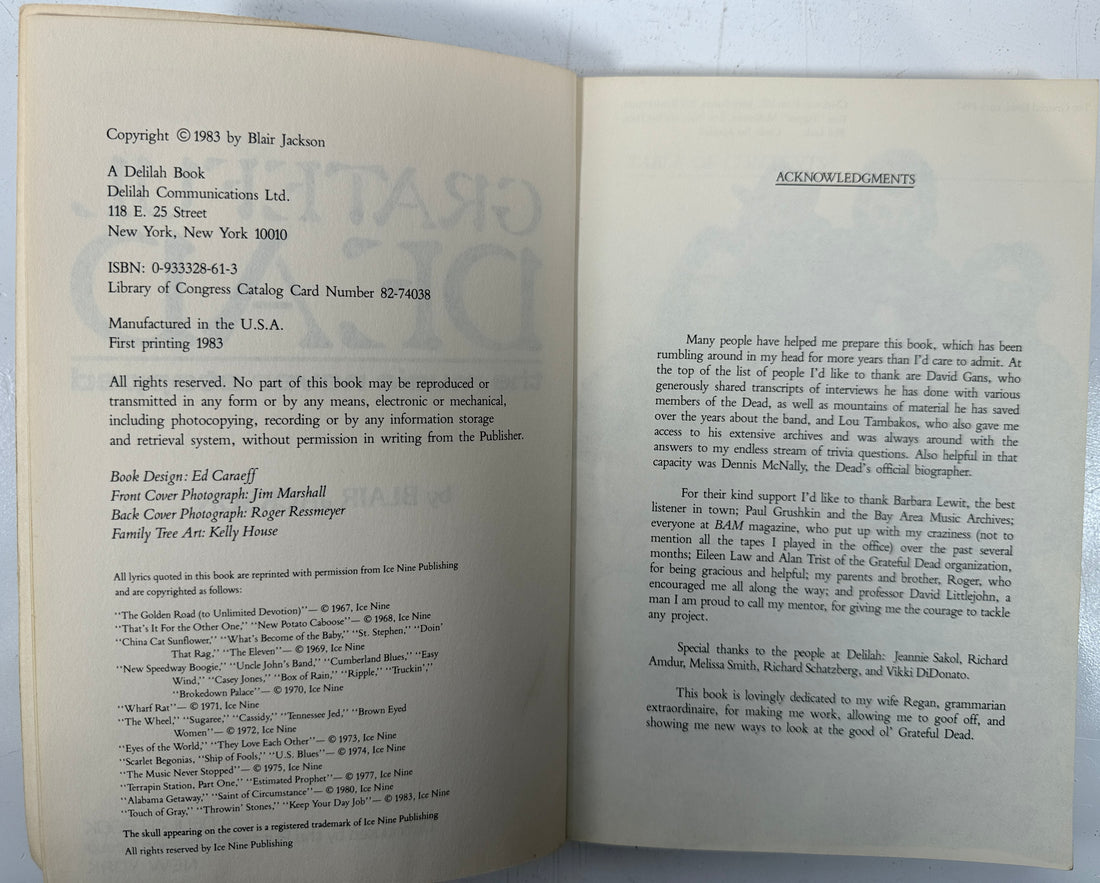 Copyright © 1983 by Blair Jackson
A Delilah Book
Delilah Communications Ltd.
118 E. 25 Street
New York, New York 10010
ISBN: 0-933328-61-3
Library of Congress Catalog Card Number 82-74038
Manufactured in the U.S.A.
First printing 1983
All rights reserved. No part of this book may be reproduced or
transmitted in any form or by any means, electronic or mechanical,
including photocopying, recording or by any information storage
and retrieval system, without permission in writing from the Publisher.
Book Design: Ed Caraeff
Front Cover Photograph: Jim Marshall
Back Cover Photograph: Roger Ressmeyer
Family Tree Art: Kelly House
All lyrics quoted in this book are reprinted with permission from Ice Nine Publishing
and are copyrighted as follows:
"The Golden Road (to Unlimited Devotion)"— © 1967, Ice Nine
"That's It For the Other One," "New Potato Caboose"— © 1968, Ice Nine
"China Cat Sunflower," "What's Become of the Baby," "St. Stephen," "Doin'
That Rag," "The Eleven"— © 1969, Ice Nine
"New Speedway Boogie," "Uncle John's Band," "Cumberland Blues," "Easy
Wind," "Casey Jones," "Box of Rain," "Ripple," "Truckin',"
"Brokedown Palace"— © 1970, Ice Nine
"Wharf Rat"— © 1971, Ice Nine
"The Wheel," "Sugaree," "Cassidy," "Tennessee Jed," "Brown Eyed
Women"— © 1972, Ice Nine
"Eyes of the World," "They Love Each Other"— © 1973, Ice Nine
"Scarlet Begonias, "Ship of Fools," "U.S. Blues"— © 1974, Ice Nine
"The Music Never Stopped"— © 1975, Ice Nine
"Terrapin Station, Part One," "Estimated Prophet"— © 1977, Ice Nine
"Alabama Getaway," "Saint of Circumstance"— © 1980, Ice Nine
"Touch of Gray," "Throwin' Stones," "Keep Your Day Job"— © 1983, Ice Nine
The skull appearing on the cover is a registered trademark of Ice Nine Publishing
All rights reserved by Ice Nine Publishing
ACKNOWLEDGMENTS
Many people have helped me prepare this book, which has been
rumbling around in my head for more years than I'd care to admit. At
the top of the list of people I'd like to thank are David Gans, who
generously shared transcripts of interviews he has done with various
members of the Dead, as well as mountains of material he has saved
over the years about the band, and Lou Tambakos, who also gave me
access to his extensive archives and was always around with the
answers to my endless stream of trivia questions. Also helpful in that
capacity was Dennis McNally, the Dead's official biographer.
For their kind support I'd like to thank Barbara Lewit, the best
listener in town; Paul Grushkin and the Bay Area Music Archives;
everyone at BAM magazine, who put up with my craziness (not to
mention all the tapes I played in the office) over the past several
months; Eileen Law and Alan Trist of the Grateful Dead organization,
for being gracious and helpful; my parents and brother, Roger, who
encouraged me all along the way; and professor David Littlejohn, a
man I am proud to call my mentor, for giving me the courage to tackle
any project.
Special thanks to the people at Delilah: Jeannie Sakol, Richard
Amdur, Melissa Smith, Richard Schatzberg, and Vikki DiDonato.
This book is lovingly dedicated to my wife Regan, grammarian
extraordinaire, for making me work, allowing me to goof off, and
showing me new ways to look at the good ol' Grateful Dead.